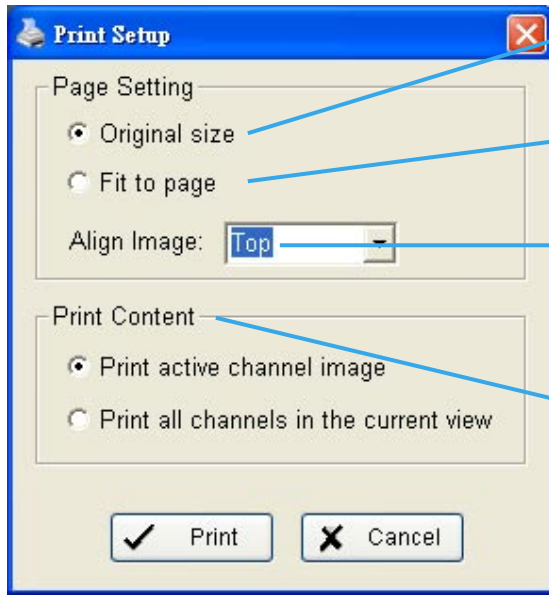 Print Setup
Page Setting
Original size
Fit to page
Align Image: Top
Print Content
Print active channel image
Print all channels in the current view
Print Cancel